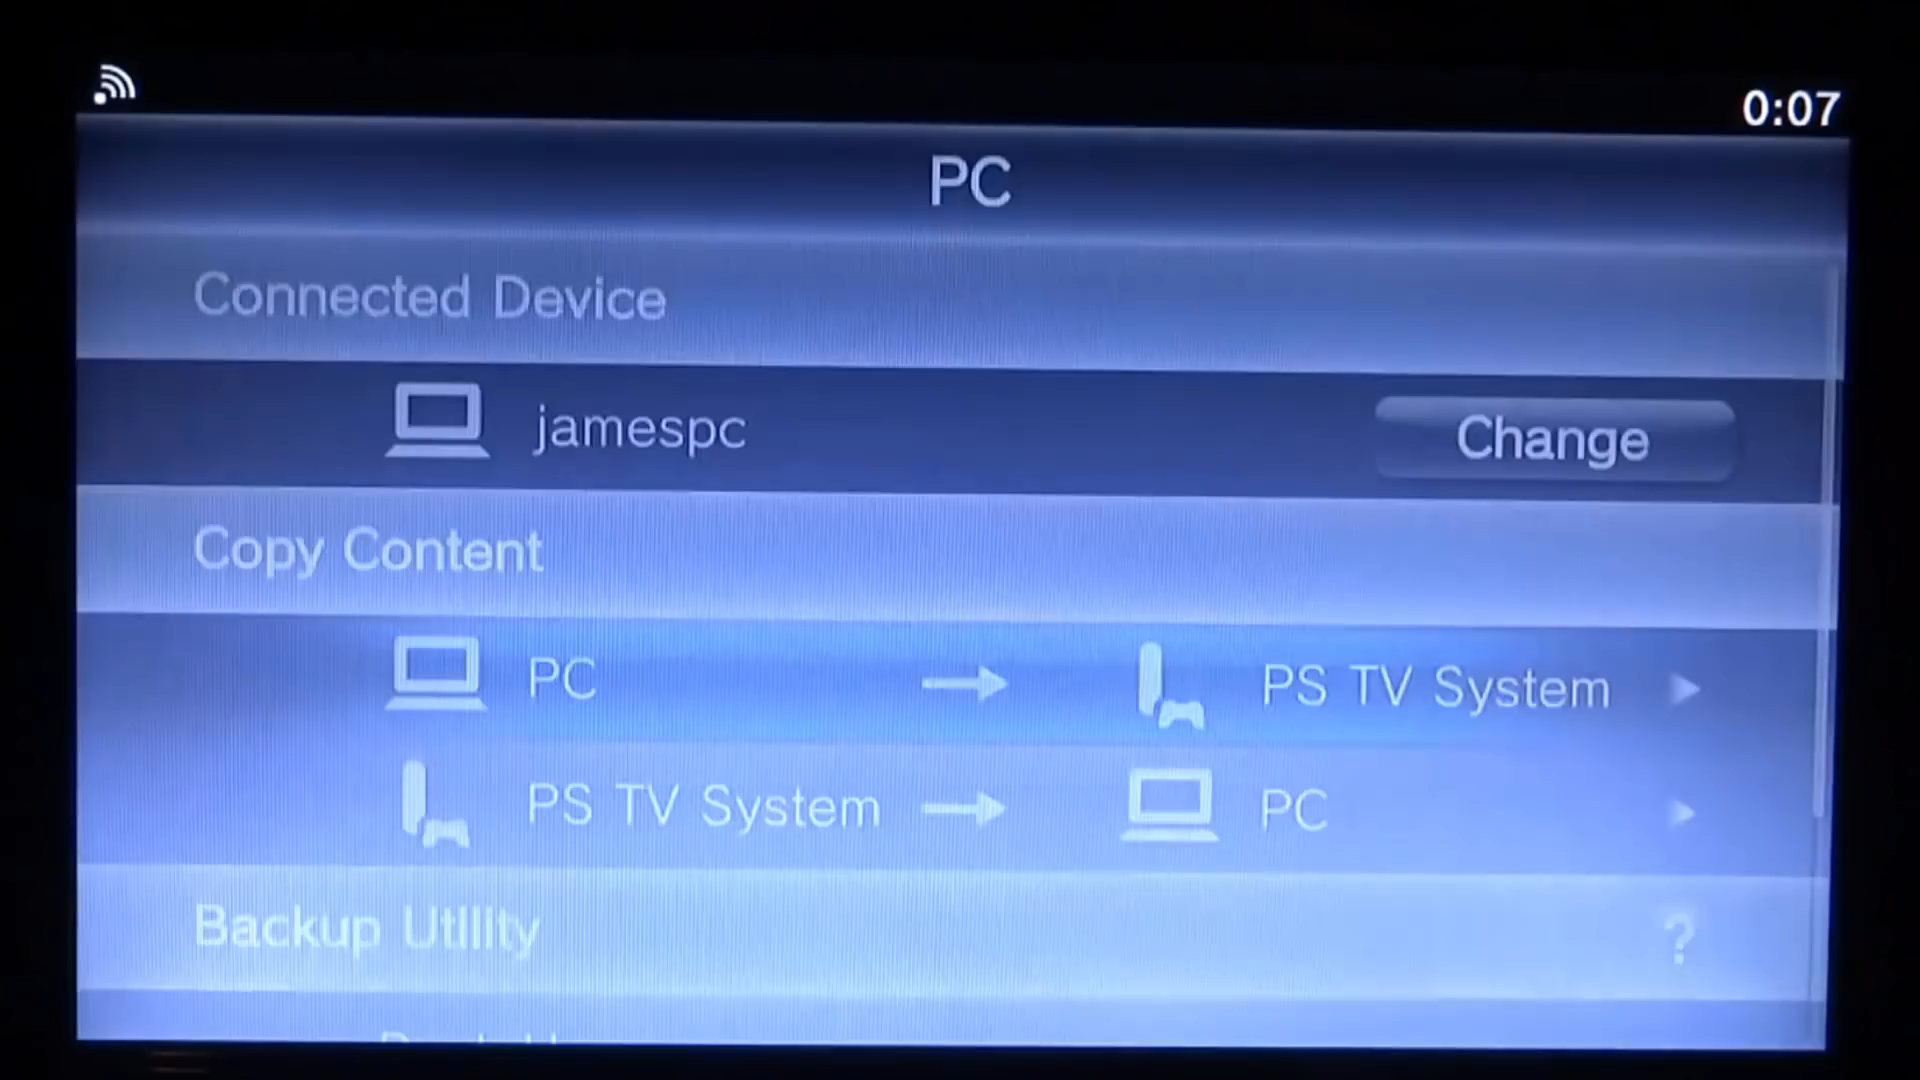 0:07
PC
Connected Device
jamespc
Change
Copy Content
PC → PS TV System
PS TV System → PC
Backup Utility ?